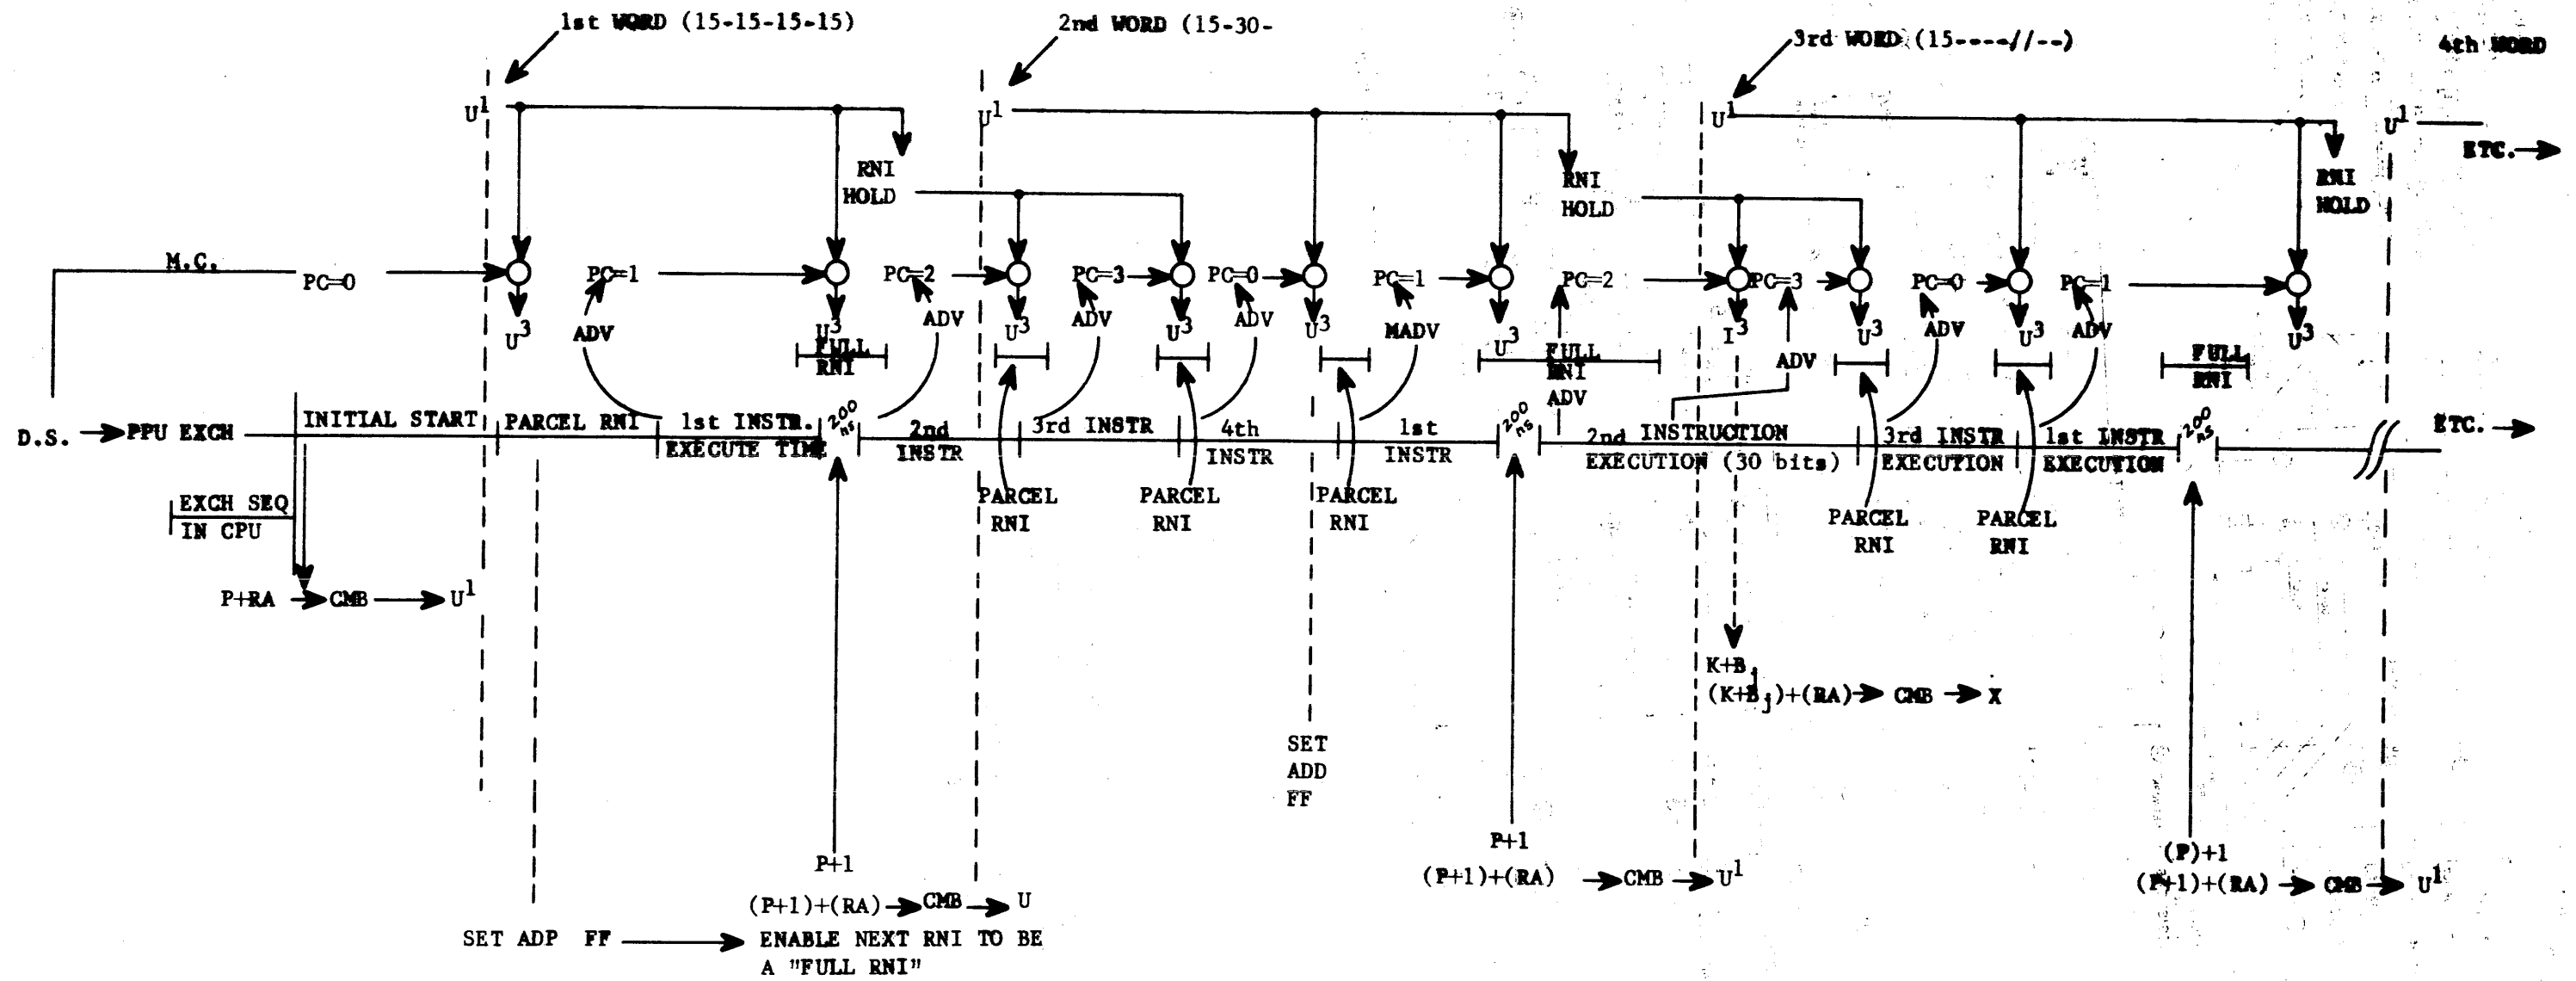 1st WORD (15-15-15-15)
2nd WORD (15-30-
3rd WORD (15----//--)
4th WORD
U1
U1
U1
U1
ETC.
RNI
HOLD
RNI
HOLD
RNI
HOLD
M.C.
PC=0
PC=1
PC=2
PC=3
PC=0
PC=1
PC=2
PC=3
PC=0
PC=1
U3
ADV
U3
ADV
U3
ADV
U3
ADV
U3
MADV
U3
I3
ADV
U3
ADV
U3
ADV
U3
FULL
RNI
FULL
RNI
ADV
FULL
RNI
D.S.
PPU EXCH
INITIAL START
PARCEL RNI
1st INSTR.
EXECUTE TIME
200
ns
2nd
INSTR
3rd INSTR
4th
INSTR
1st
INSTR
200
ns
2nd INSTRUCTION
EXECUTION (30 bits)
3rd INSTR
EXECUTION
1st INSTR
EXECUTION
200
ns
ETC.
EXCH SEQ
IN CPU
PARCEL
RNI
PARCEL
RNI
PARCEL
RNI
PARCEL
RNI
PARCEL
RNI
P+RA CMB U1
K+Bj
(K+Bj)+(RA) CMB X
SET
ADD
FF
P+1
(P+1)+(RA) CMB U
P+1
(P+1)+(RA) CMB U1
(P)+1
(P+1)+(RA) CMB U1
SET ADP FF
ENABLE NEXT RNI TO BE
A "FULL RNI"